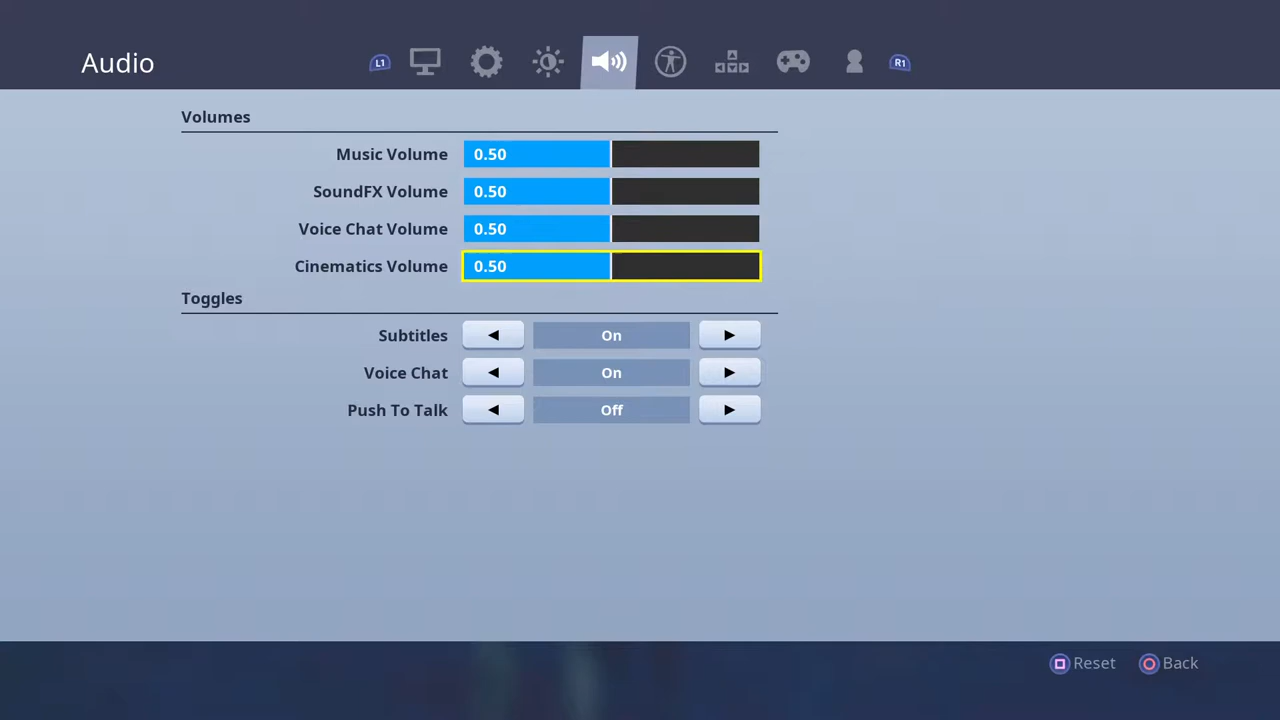 Audio
L1
R1
Volumes
Music Volume 0.50
SoundFX Volume 0.50
Voice Chat Volume 0.50
Cinematics Volume 0.50
Toggles
Subtitles On
Voice Chat On
Push To Talk Off
Reset Back